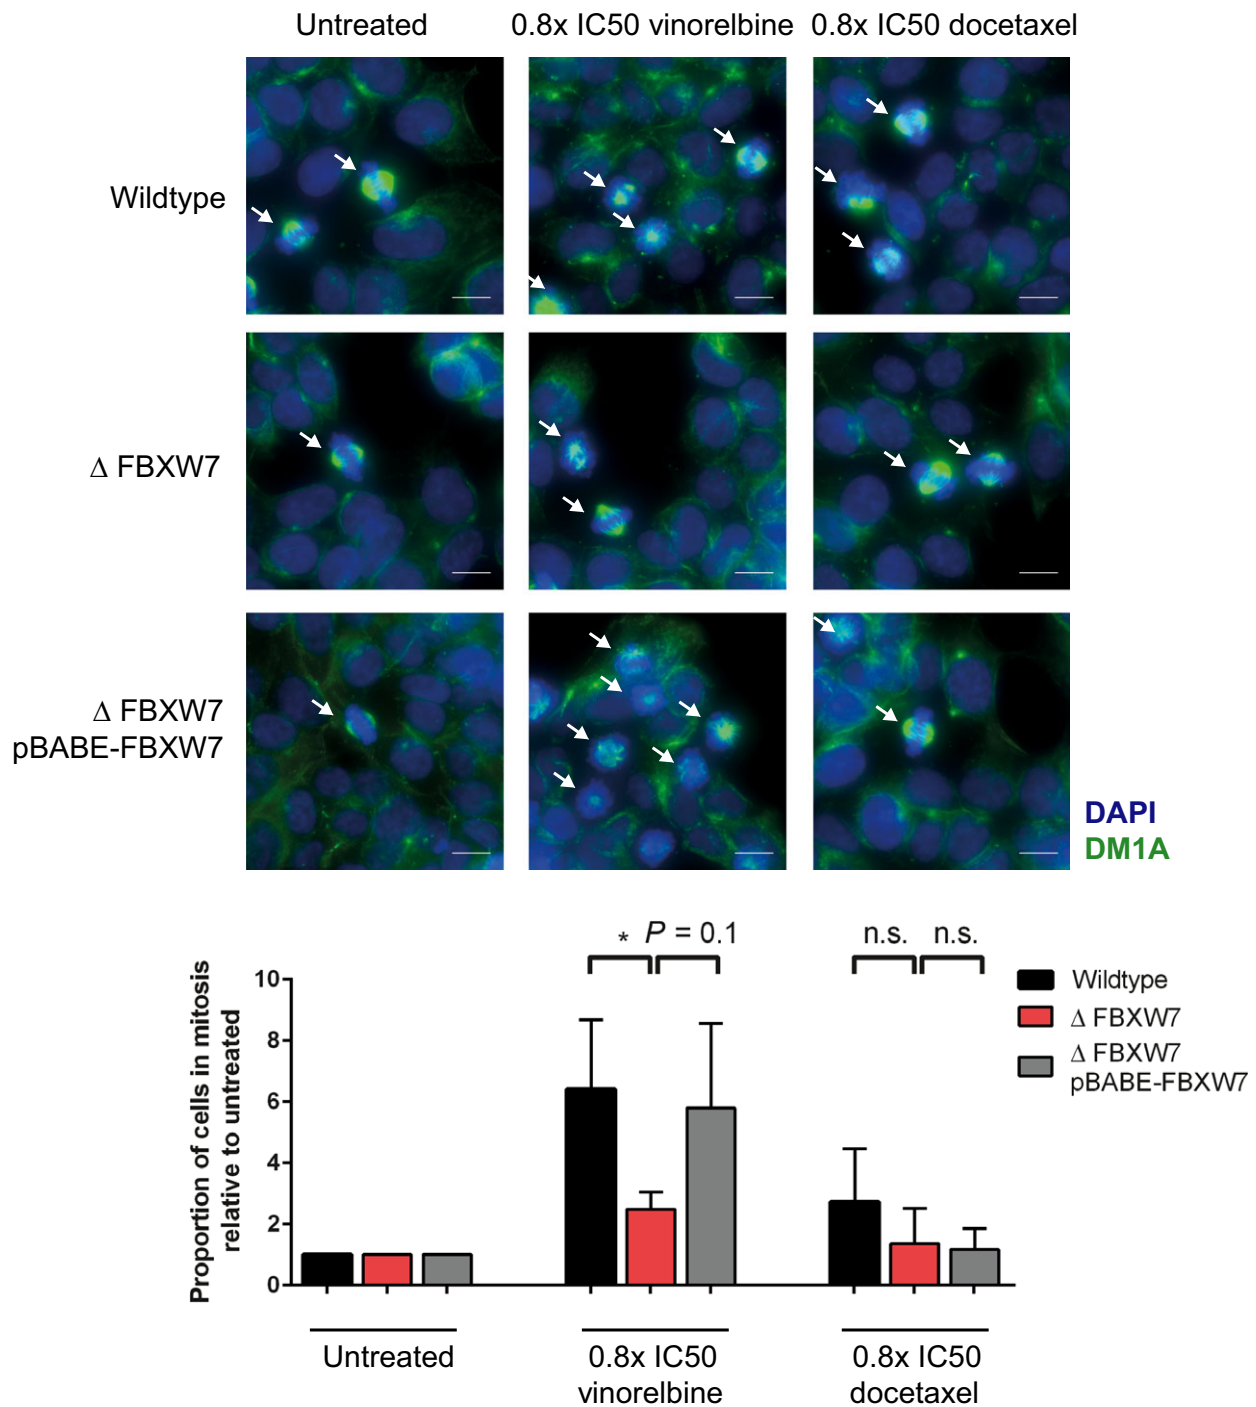 Untreated
0.8x IC50 vinorelbine
0.8x IC50 docetaxel
Wildtype
Δ FBXW7
Δ FBXW7
pBABE-FBXW7
DAPI
DM1A
* P = 0.1
n.s. n.s.
Proportion of cells in mitosis
relative to untreated
10
8
6
4
2
0
Wildtype
Δ FBXW7
Δ FBXW7
pBABE-FBXW7
Untreated
0.8x IC50
vinorelbine
0.8x IC50
docetaxel